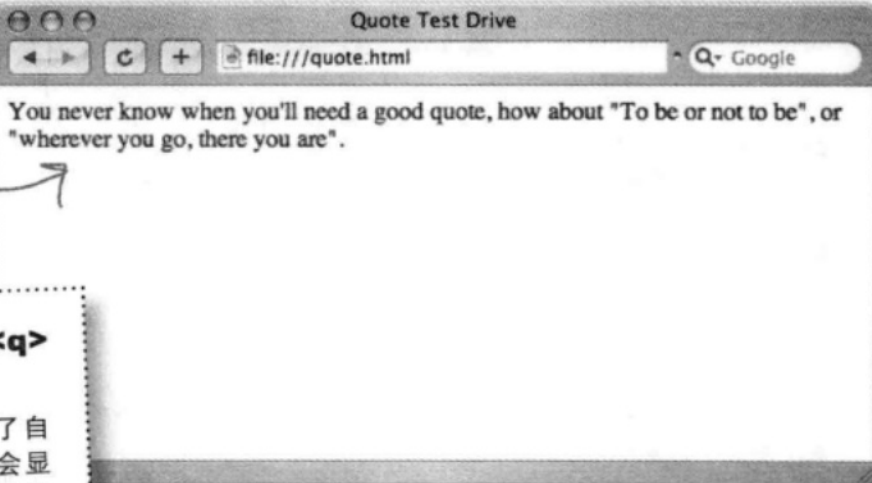 Quote Test Drive
file:///quote.html
Google
You never know when you'll need a good quote, how about "To be or not to be", or
"wherever you go, there you are".
<q>
了自
会显